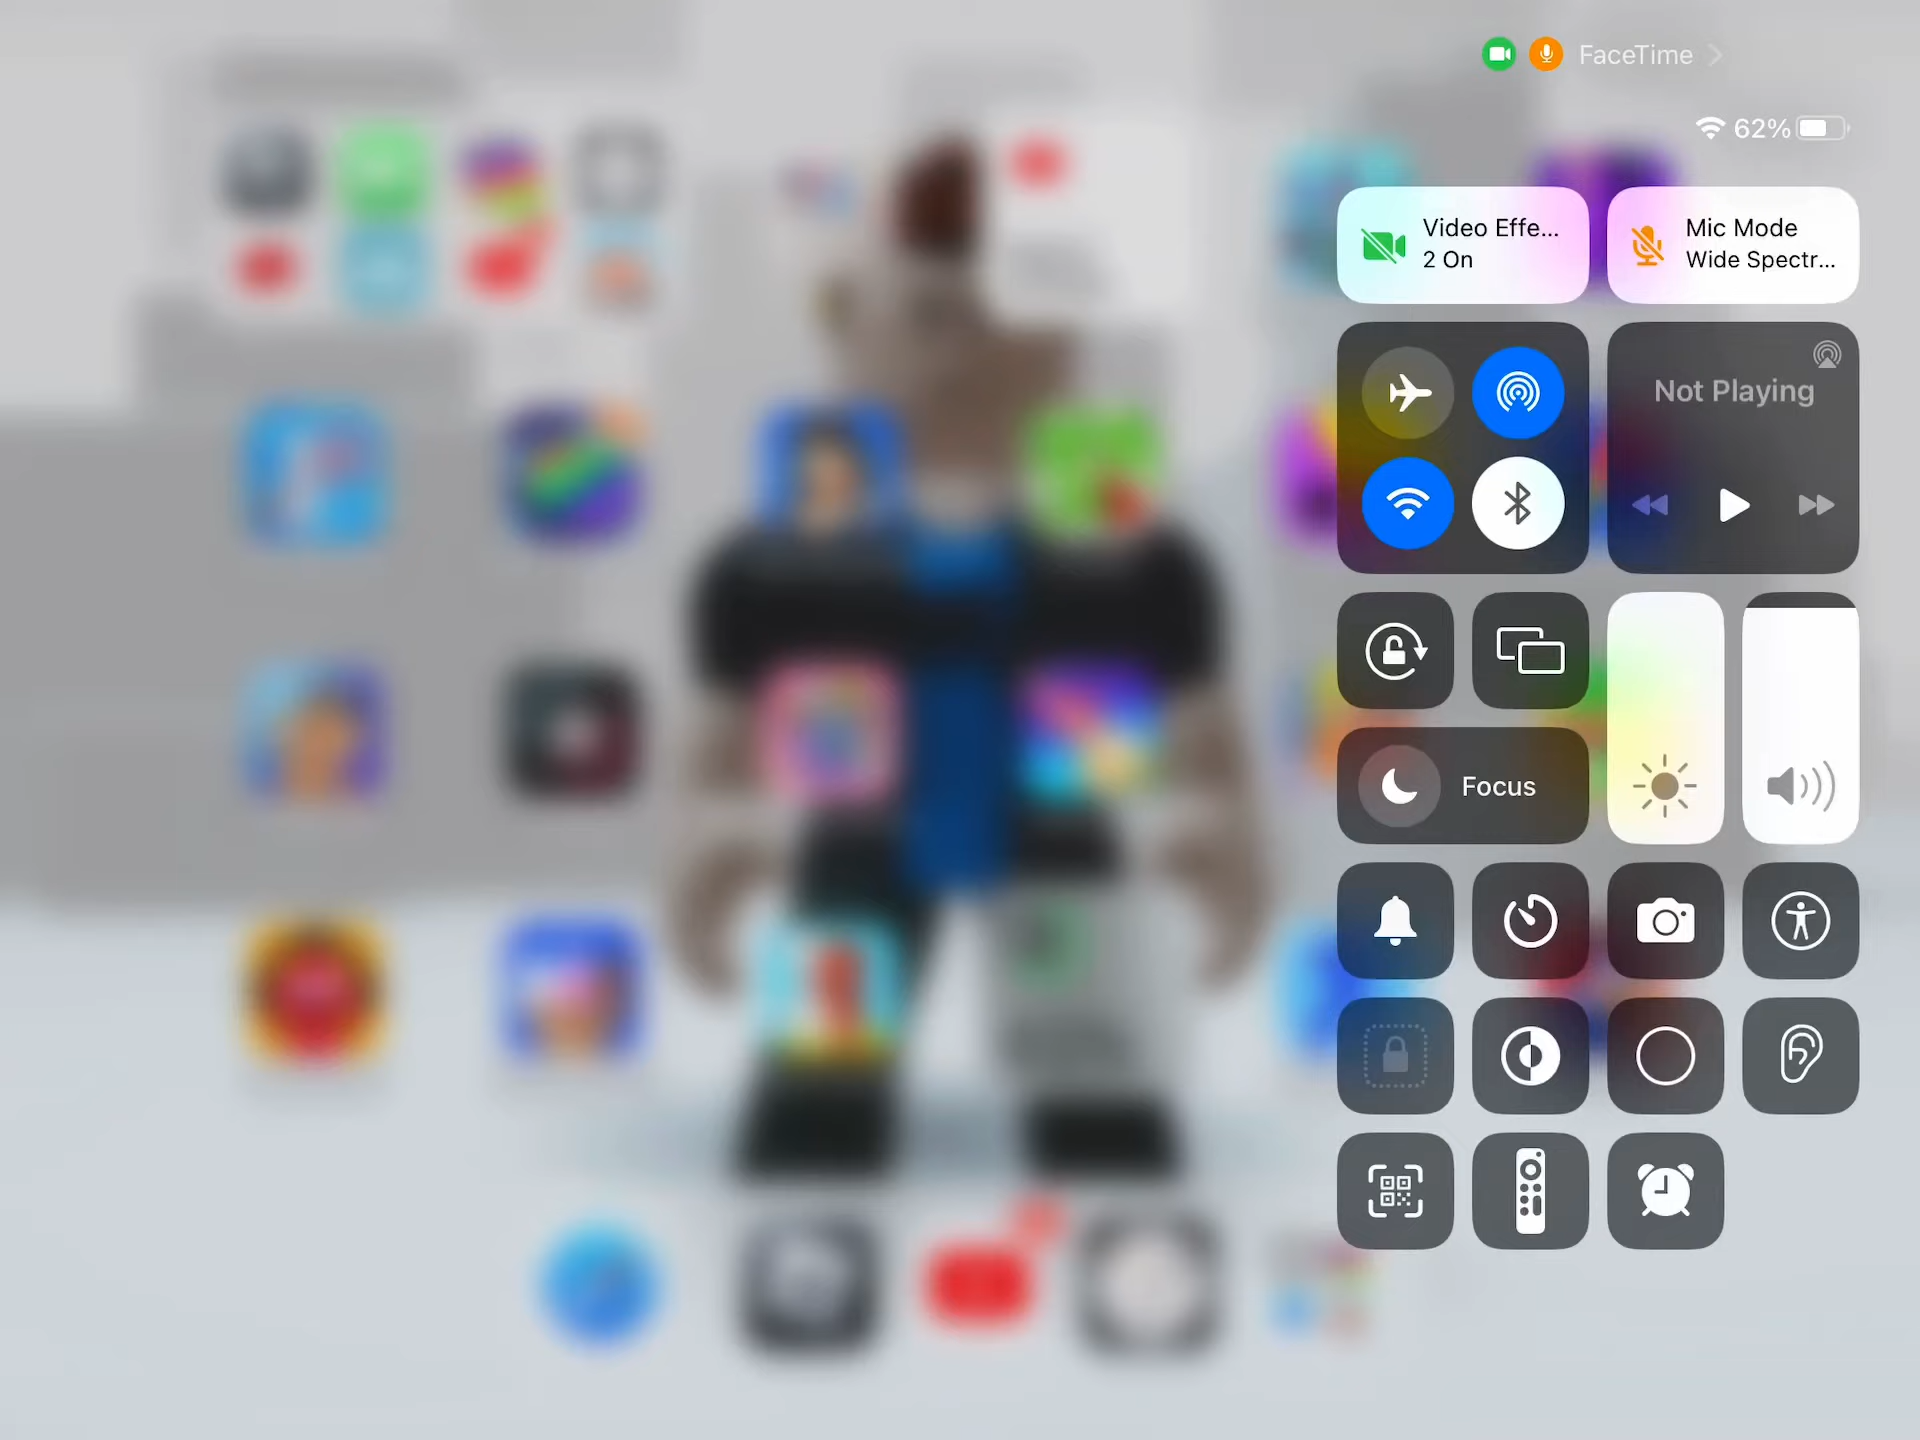 FaceTime
62%
Video Effe...
2 On
Mic Mode
Wide Spectr...
Not Playing
Focus